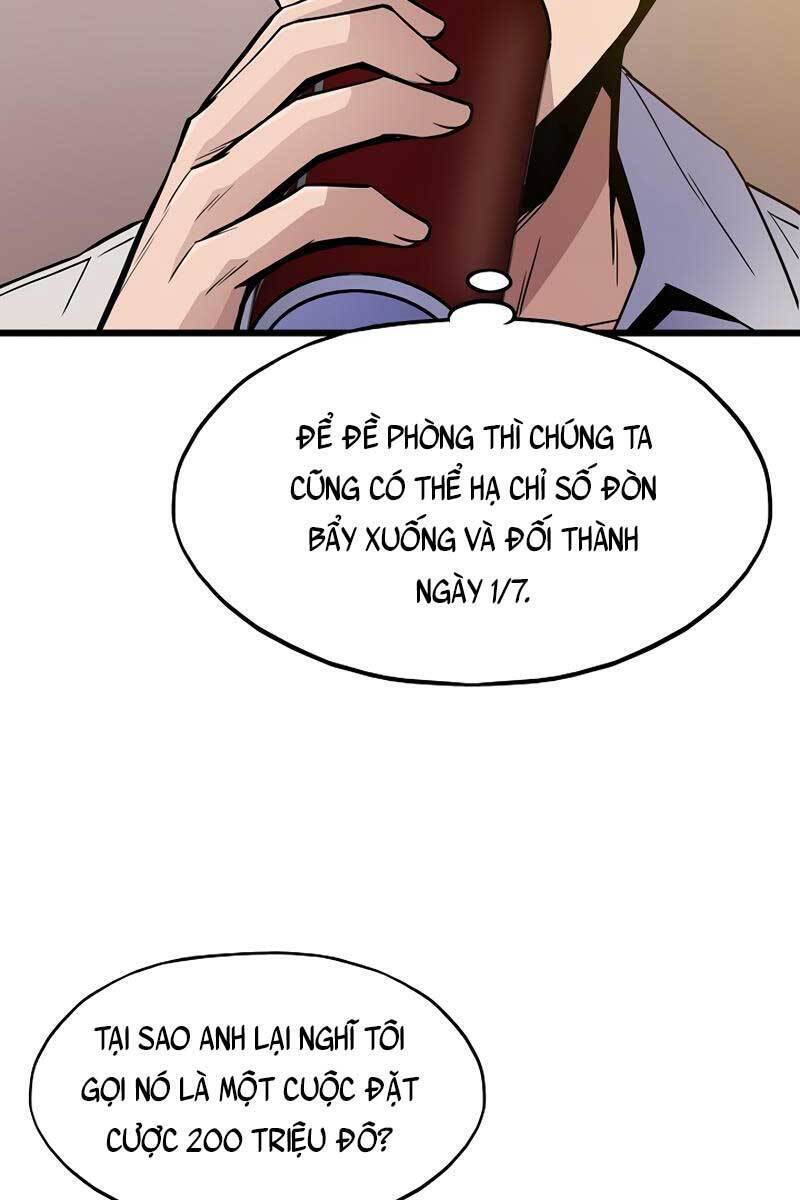 ĐỂ ĐỀ PHÒNG THÌ CHÚNG TA
CŨNG CÓ THỂ HẠ CHỈ SỐ ĐÒN
BẨY XUỐNG VÀ ĐỐI THÀNH
NGÀY 1/7.
TẠI SAO ANH LẠI NGHĨ TÔI
GỌI NÓ LÀ MỘT CUỘC ĐẶT
CƯỢC 200 TRIỆU ĐÔ?